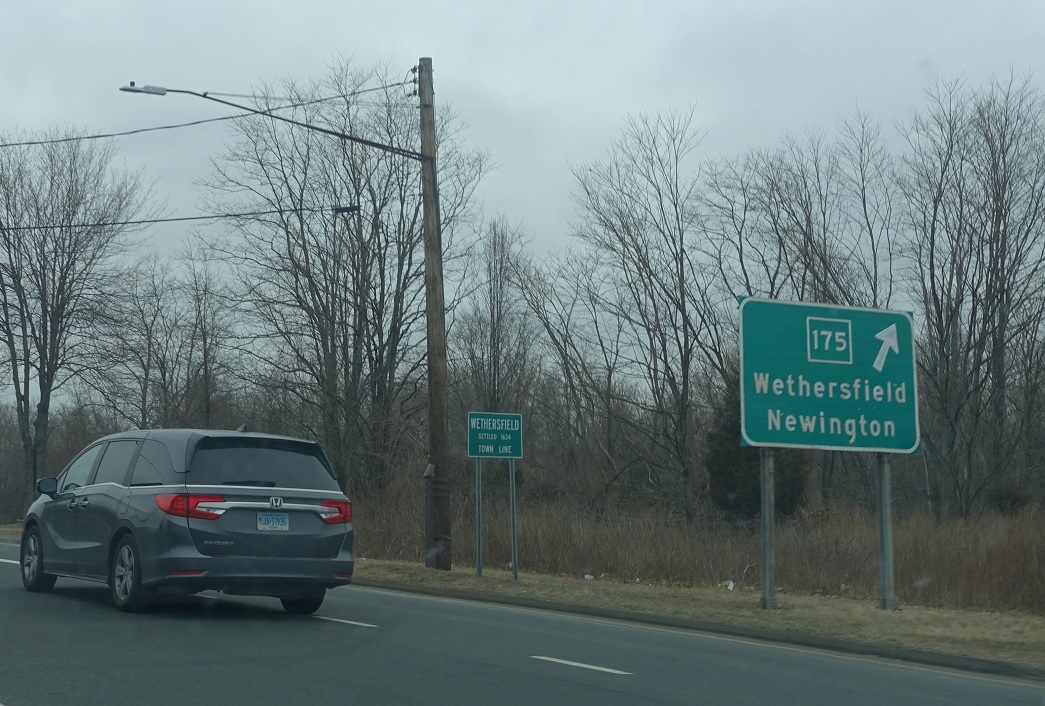 175
Wethersfield
Newington
WETHERSFIELD
SETTLED 1634
TOWN LINE
ODYSSEY